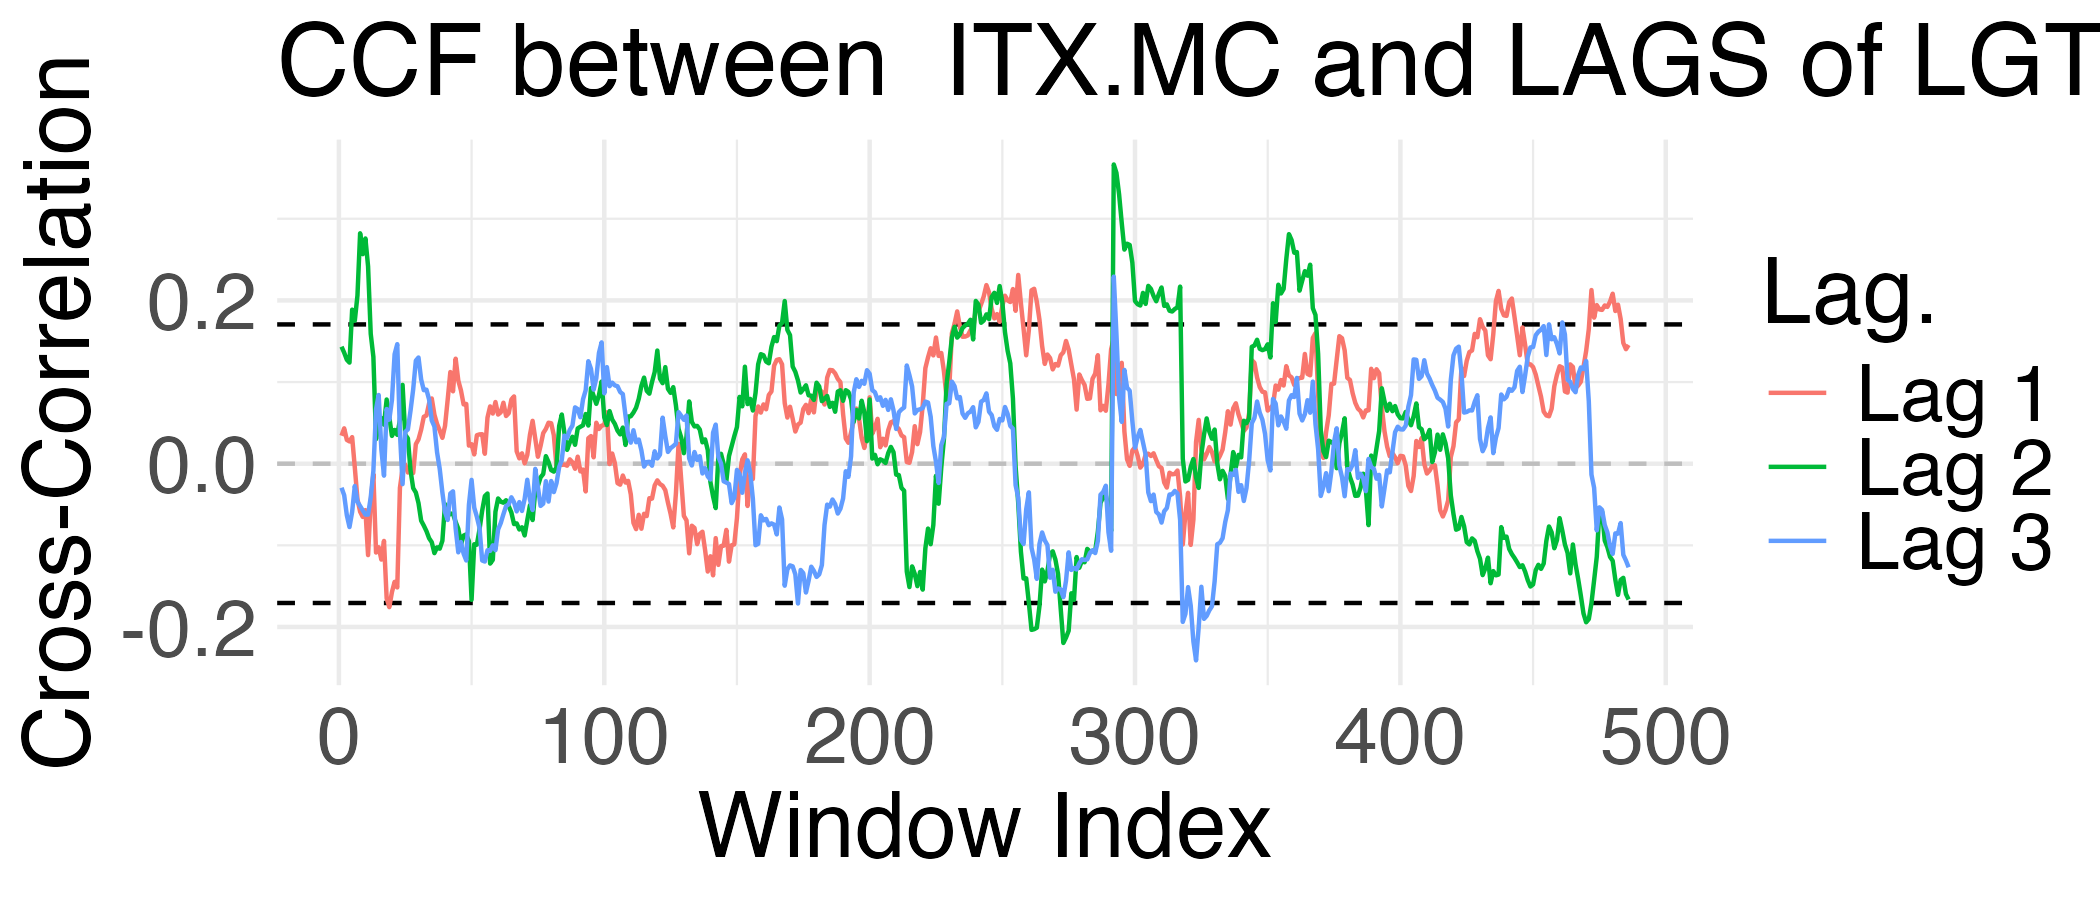 CCF between ITX.MC and LAGS of LGT
Cross-Correlation
0.2
0.0
-0.2
0 100 200 300 400 500
Window Index
Lag.
Lag 1
Lag 2
Lag 3